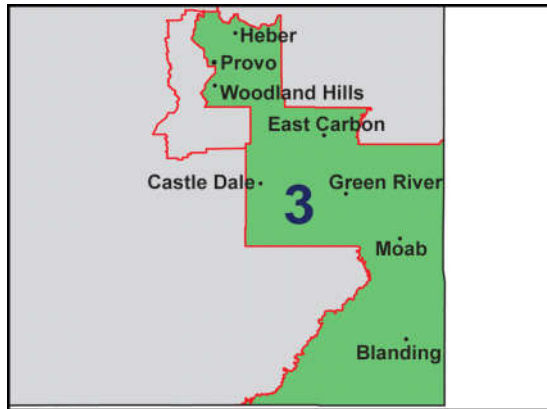 Heber
Provo
Woodland Hills
East Carbon
Castle Dale
Green River
3
Moab
Blanding